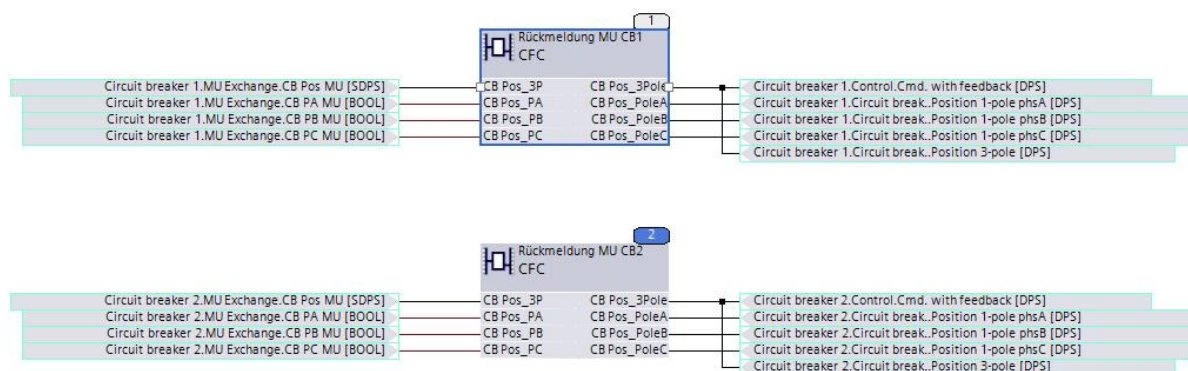 1
Rückmeldung MU CB1
CFC
Circuit breaker 1.MU Exchange.CB Pos MU [SDPS] CB Pos_3P CB Pos_3Pole Circuit breaker 1.Control.Cmd. with feedback [DPS]
Circuit breaker 1.MU Exchange.CB PA MU [BOOL] CB Pos_PA CB Pos_PoleA Circuit breaker 1.Circuit break..Position 1-pole phsA [DPS]
Circuit breaker 1.MU Exchange.CB PB MU [BOOL] CB Pos_PB CB Pos_PoleB Circuit breaker 1.Circuit break..Position 1-pole phsB [DPS]
Circuit breaker 1.MU Exchange.CB PC MU [BOOL] CB Pos_PC CB Pos_PoleC Circuit breaker 1.Circuit break..Position 1-pole phsC [DPS]
Circuit breaker 1.Circuit break..Position 3-pole [DPS]
2
Rückmeldung MU CB2
CFC
Circuit breaker 2.MU Exchange.CB Pos MU [SDPS] CB Pos_3P CB Pos_3Pole Circuit breaker 2.Control.Cmd. with feedback [DPS]
Circuit breaker 2.MU Exchange.CB PA MU [BOOL] CB Pos_PA CB Pos_PoleA Circuit breaker 2.Circuit break..Position 1-pole phsA [DPS]
Circuit breaker 2.MU Exchange.CB PB MU [BOOL] CB Pos_PB CB Pos_PoleB Circuit breaker 2.Circuit break..Position 1-pole phsB [DPS]
Circuit breaker 2.MU Exchange.CB PC MU [BOOL] CB Pos_PC CB Pos_PoleC Circuit breaker 2.Circuit break..Position 1-pole phsC [DPS]
Circuit breaker 2.Circuit break..Position 3-pole [DPS]